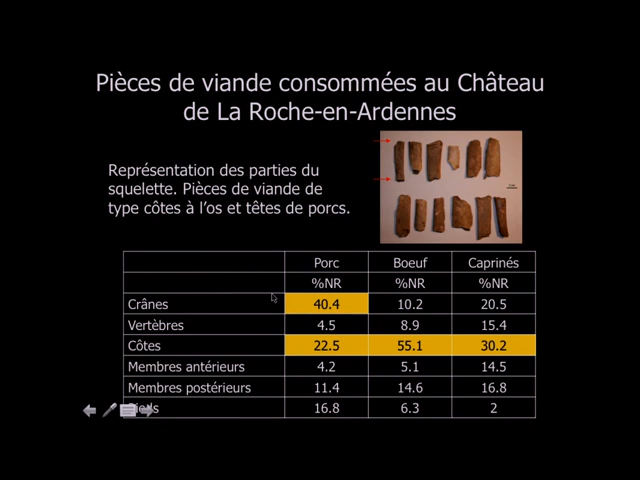 Pièces de viande consommées au Château
de La Roche-en-Ardennes
Représentation des parties du
squelette. Pièces de viande de
type côtes à l'os et têtes de porcs.
Porc Boeuf Caprinés
%NR %NR %NR
Crânes 40.4 10.2 20.5
Vertèbres 4.5 8.9 15.4
Côtes 22.5 55.1 30.2
Membres antérieurs 4.2 5.1 14.5
Membres postérieurs 11.4 14.6 16.8
16.8 6.3 2